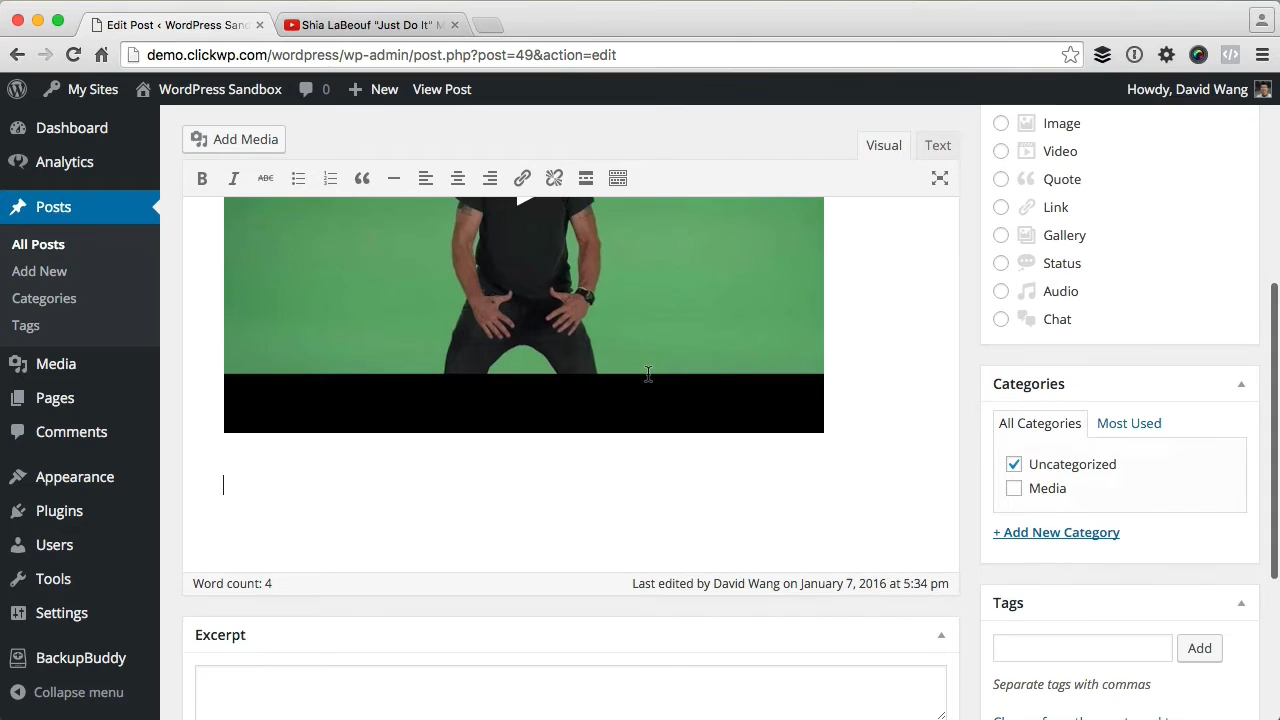 Edit Post ‹ WordPress Sand
Shia LaBeouf "Just Do It" M
demo.clickwp.com/wordpress/wp-admin/post.php?post=49&action=edit
My Sites WordPress Sandbox 0 New View Post Howdy, David Wang
Dashboard
Analytics
Posts
All Posts
Add New
Categories
Tags
Media
Pages
Comments
Appearance
Plugins
Users
Tools
Settings
BackupBuddy
Collapse menu
Add Media
Visual Text
B I ABC
Word count: 4 Last edited by David Wang on January 7, 2016 at 5:34 pm
Excerpt
Image
Video
Quote
Link
Gallery
Status
Audio
Chat
Categories
All Categories Most Used
Uncategorized
Media
+ Add New Category
Tags
Add
Separate tags with commas